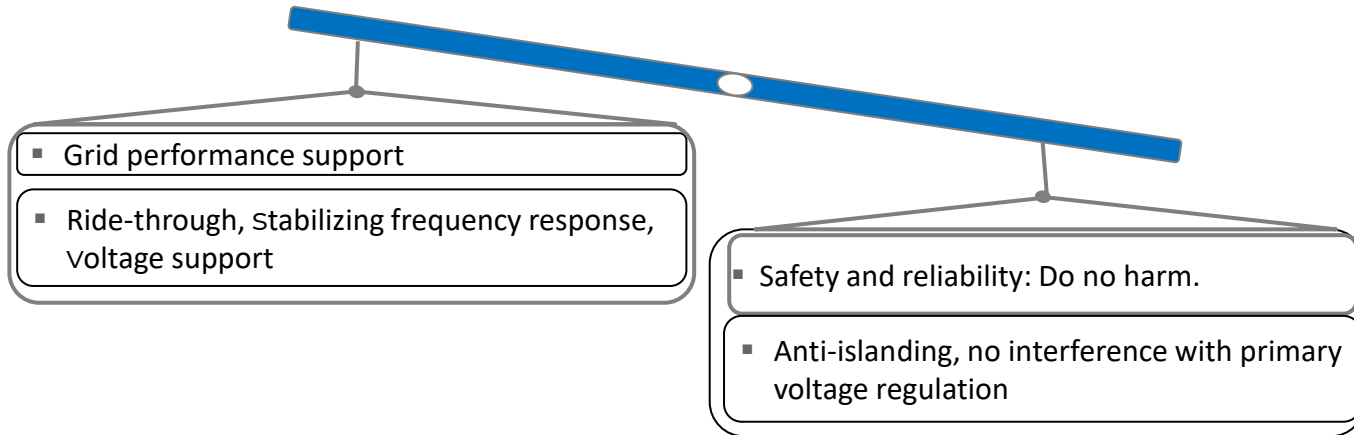 ▪ Grid performance support
▪ Ride-through, Stabilizing frequency response,
Voltage support
▪ Safety and reliability: Do no harm.
▪ Anti-islanding, no interference with primary
voltage regulation